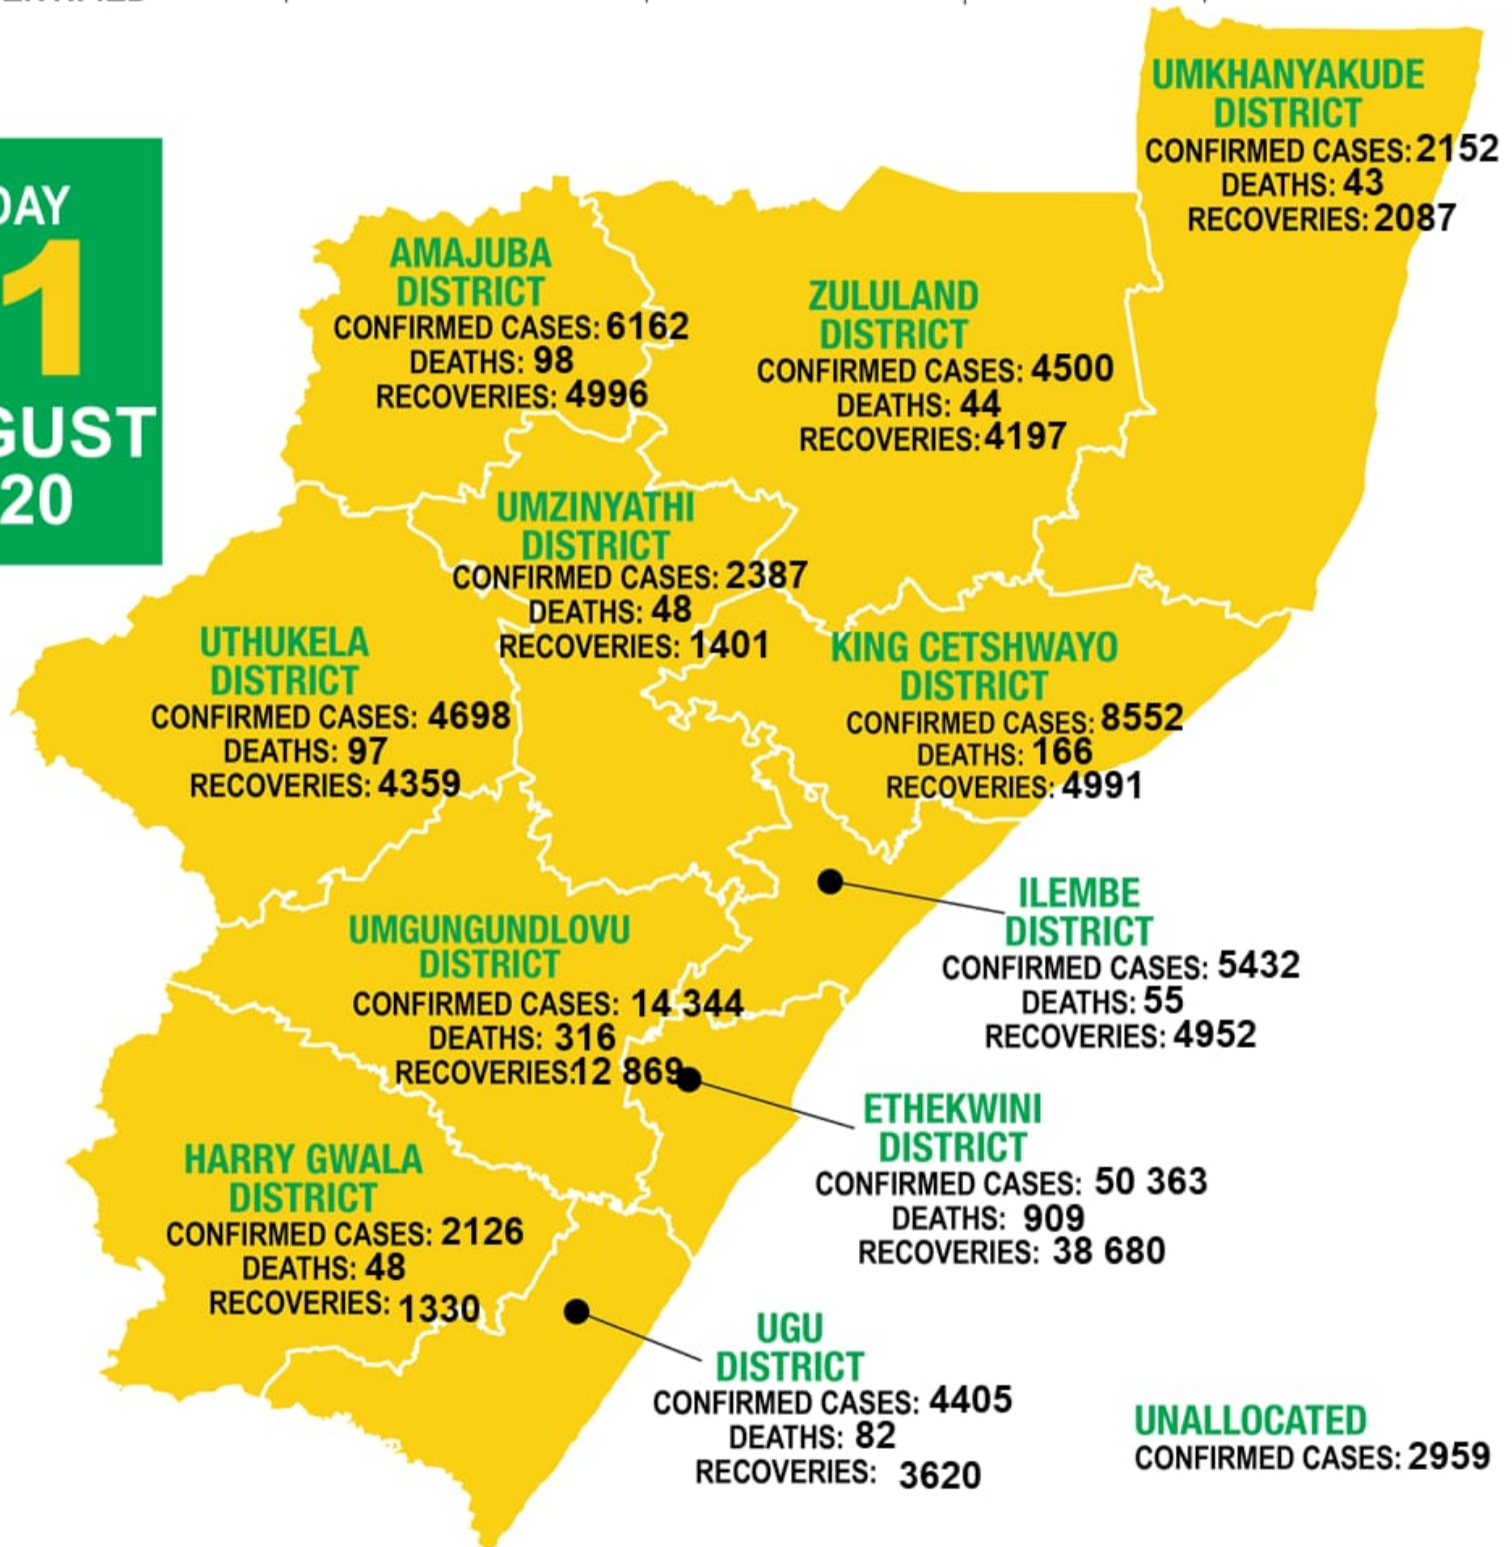 DAY
1
GUST
20
UMKHANYAKUDE
DISTRICT
CONFIRMED CASES: 2152
DEATHS: 43
RECOVERIES: 2087
AMAJUBA
DISTRICT
CONFIRMED CASES: 6162
DEATHS: 98
RECOVERIES: 4996
ZULULAND
DISTRICT
CONFIRMED CASES: 4500
DEATHS: 44
RECOVERIES: 4197
UMZINYATHI
DISTRICT
CONFIRMED CASES: 2387
DEATHS: 48
RECOVERIES: 1401
UTHUKELA
DISTRICT
CONFIRMED CASES: 4698
DEATHS: 97
RECOVERIES: 4359
KING CETSHWAYO
DISTRICT
CONFIRMED CASES: 8552
DEATHS: 166
RECOVERIES: 4991
ILEMBE
DISTRICT
CONFIRMED CASES: 5432
DEATHS: 55
RECOVERIES: 4952
UMGUNGUNDLOVU
DISTRICT
CONFIRMED CASES: 14 344
DEATHS: 316
RECOVERIES:12 869
ETHEKWINI
DISTRICT
CONFIRMED CASES: 50 363
DEATHS: 909
RECOVERIES: 38 680
HARRY GWALA
DISTRICT
CONFIRMED CASES: 2126
DEATHS: 48
RECOVERIES: 1330
UGU
DISTRICT
CONFIRMED CASES: 4405
DEATHS: 82
RECOVERIES: 3620
UNALLOCATED
CONFIRMED CASES: 2959